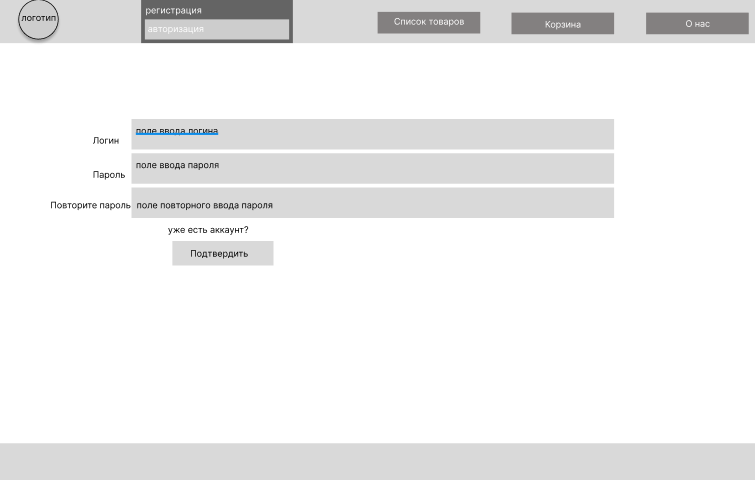 логотип
регистрация
авторизация
Список товаров
Корзина
О нас
Логин
поле ввода логина
Пароль
поле ввода пароля
Повторите пароль
поле повторного ввода пароля
уже есть аккаунт?
Подтвердить